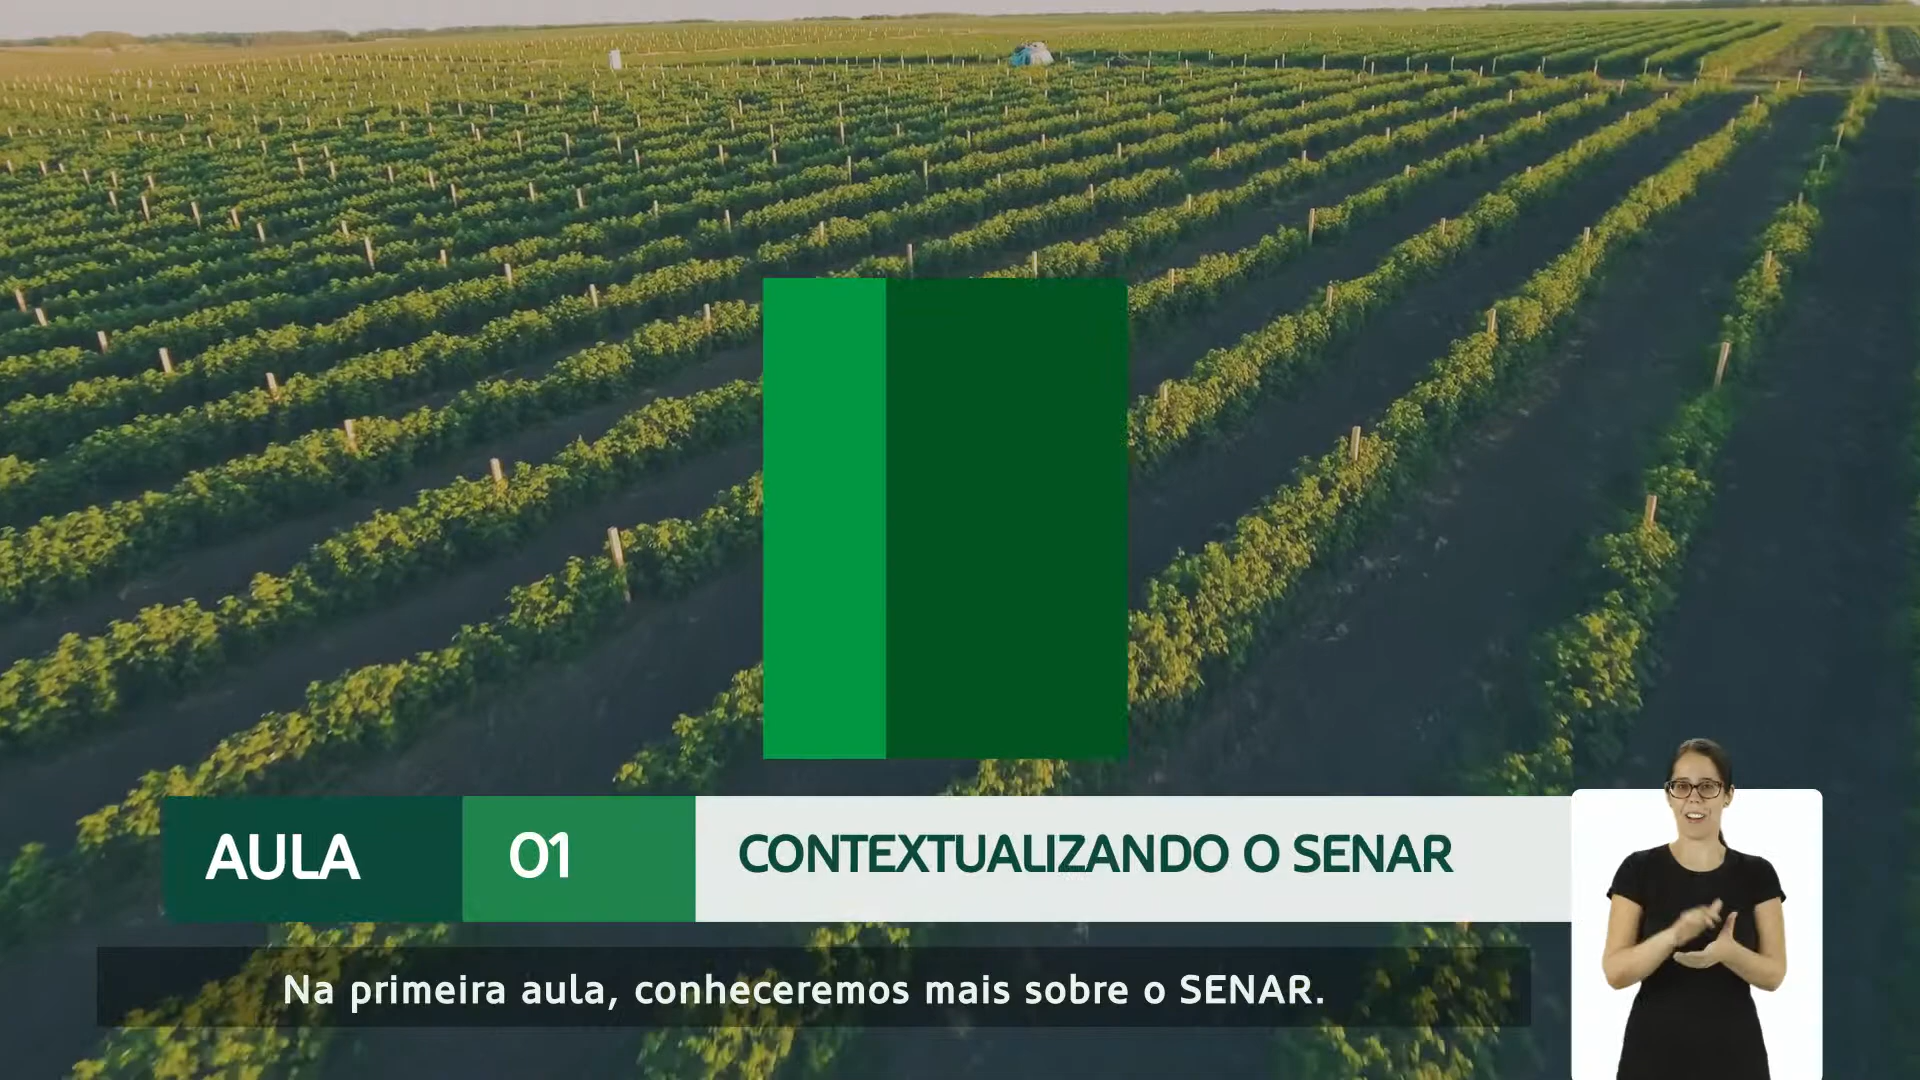 AULA 01 CONTEXTUALIZANDO O SENAR
Na primeira aula, conheceremos mais sobre o SENAR.